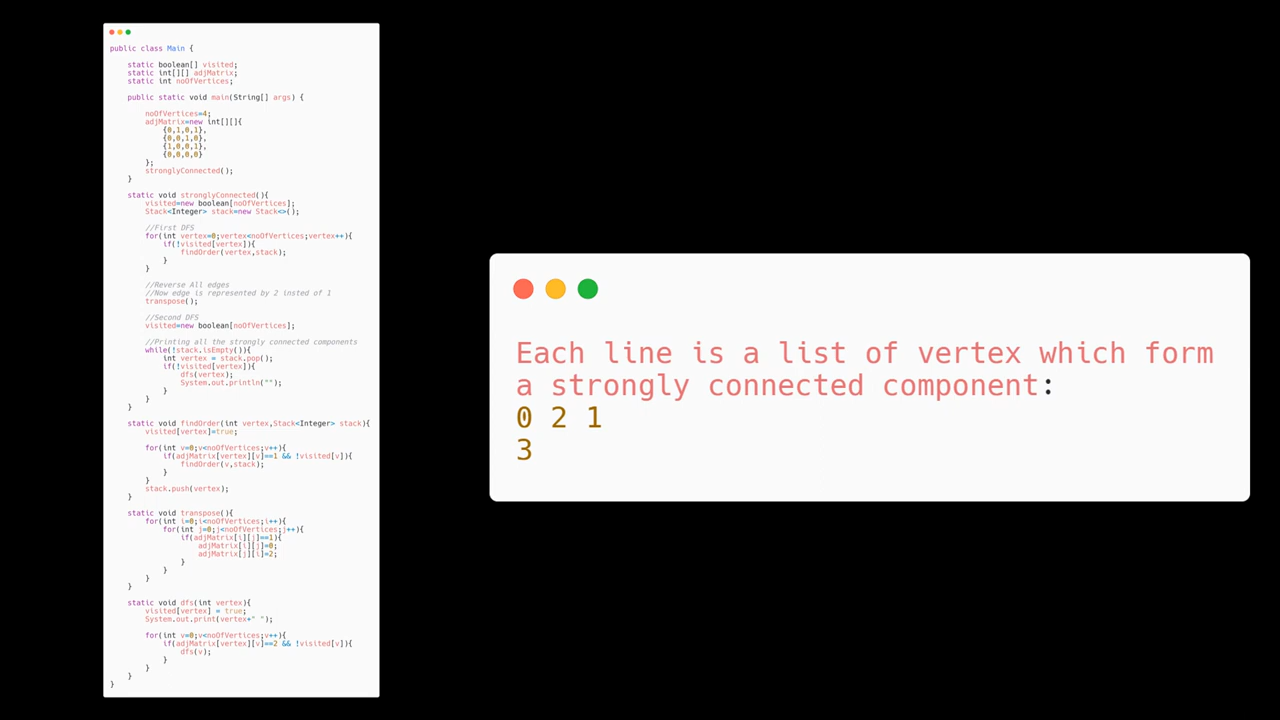 public class Main {
static boolean[] visited;
static int[][] adjMatrix;
static int noOfVertices;
public static void main(String[] args) {
noOfVertices=4;
adjMatrix=new int[][]{
{0,1,0,1},
{0,0,1,0},
{1,0,0,1},
{0,0,0,0}
};
stronglyConnected();
}
static void stronglyConnected(){
visited=new boolean[noOfVertices];
Stack<Integer> stack=new Stack<>();
//First DFS
for(int vertex=0;vertex<noOfVertices;vertex++){
if(!visited[vertex]){
findOrder(vertex,stack);
}
}
//Reverse All edges
//Now edge is represented by 2 insted of 1
transpose();
//Second DFS
visited=new boolean[noOfVertices];
//Printing all the strongly connected components
while(!stack.isEmpty()){
int vertex = stack.pop();
if(!visited[vertex]){
dfs(vertex);
System.out.println("");
}
}
}
static void findOrder(int vertex,Stack<Integer> stack){
visited[vertex]=true;
for(int v=0;v<noOfVertices;v++){
if(adjMatrix[vertex][v]==1 && !visited[v]){
findOrder(v,stack);
}
}
stack.push(vertex);
}
static void transpose(){
for(int i=0;i<noOfVertices;i++){
for(int j=0;j<noOfVertices;j++){
if(adjMatrix[i][j]==1){
adjMatrix[i][j]=0;
adjMatrix[j][i]=2;
}
}
}
}
static void dfs(int vertex){
visited[vertex] = true;
System.out.print(vertex+" ");
for(int v=0;v<noOfVertices;v++){
if(adjMatrix[vertex][v]==2 && !visited[v]){
dfs(v);
}
}
}
}
Each line is a list of vertex which form
a strongly connected component:
0 2 1
3